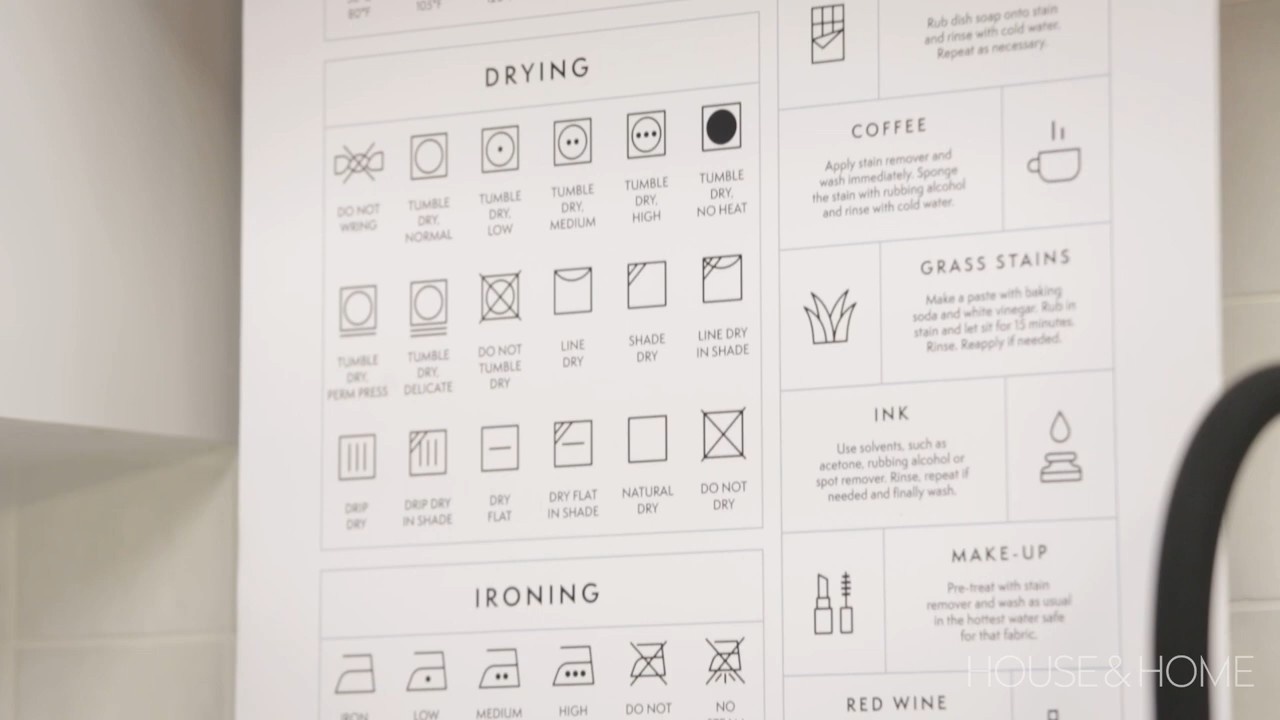 80°F
105°F
DRYING
DO NOT
WRING
TUMBLE
DRY,
NORMAL
TUMBLE
DRY,
LOW
TUMBLE
DRY,
MEDIUM
TUMBLE
DRY,
HIGH
TUMBLE
DRY,
NO HEAT
TUMBLE
DRY,
PERM PRESS
TUMBLE
DRY,
DELICATE
DO NOT
TUMBLE
DRY
LINE
DRY
SHADE
DRY
LINE DRY
IN SHADE
DRIP
DRY
DRIP DRY
IN SHADE
DRY
FLAT
DRY FLAT
IN SHADE
NATURAL
DRY
DO NOT
DRY
IRONING
IRON
LOW
MEDIUM
HIGH
DO NOT
NO
Rub dish soap onto stain
and rinse with cold water.
Repeat as necessary.
COFFEE
Apply stain remover and
wash immediately. Sponge
the stain with rubbing alcohol
and rinse with cold water.
GRASS STAINS
Make a paste with baking
soda and white vinegar. Rub in
stain and let sit for 15 minutes.
Rinse. Reapply if needed.
INK
Use solvents, such as
acetone, rubbing alcohol or
spot remover. Rinse, repeat if
needed and finally wash.
MAKE-UP
Pre-treat with stain
remover and wash as usual
in the hottest water safe
for that fabric.
RED WINE
HOUSE & HOME